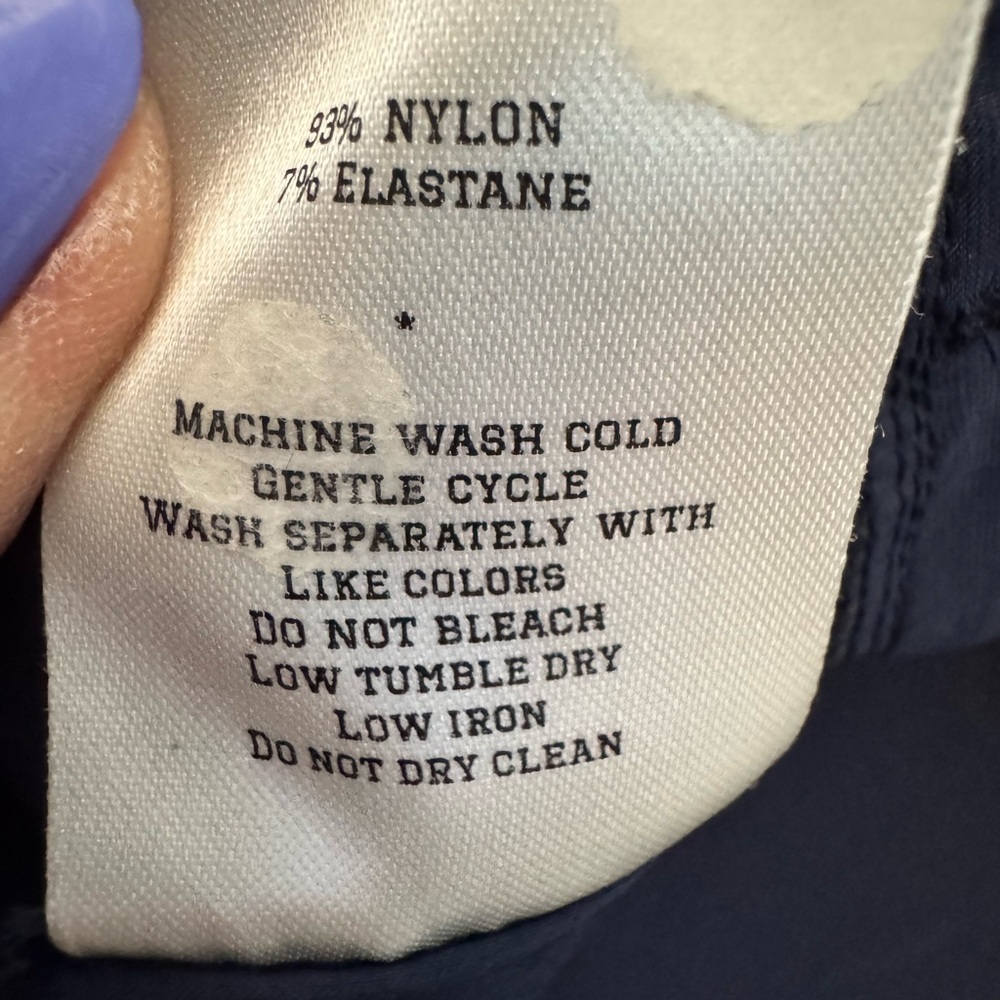 93% NYLON
7% ELASTANE
*
MACHINE WASH COLD
GENTLE CYCLE
WASH SEPARATELY WITH
LIKE COLORS
DO NOT BLEACH
LOW TUMBLE DRY
LOW IRON
DO NOT DRY CLEAN